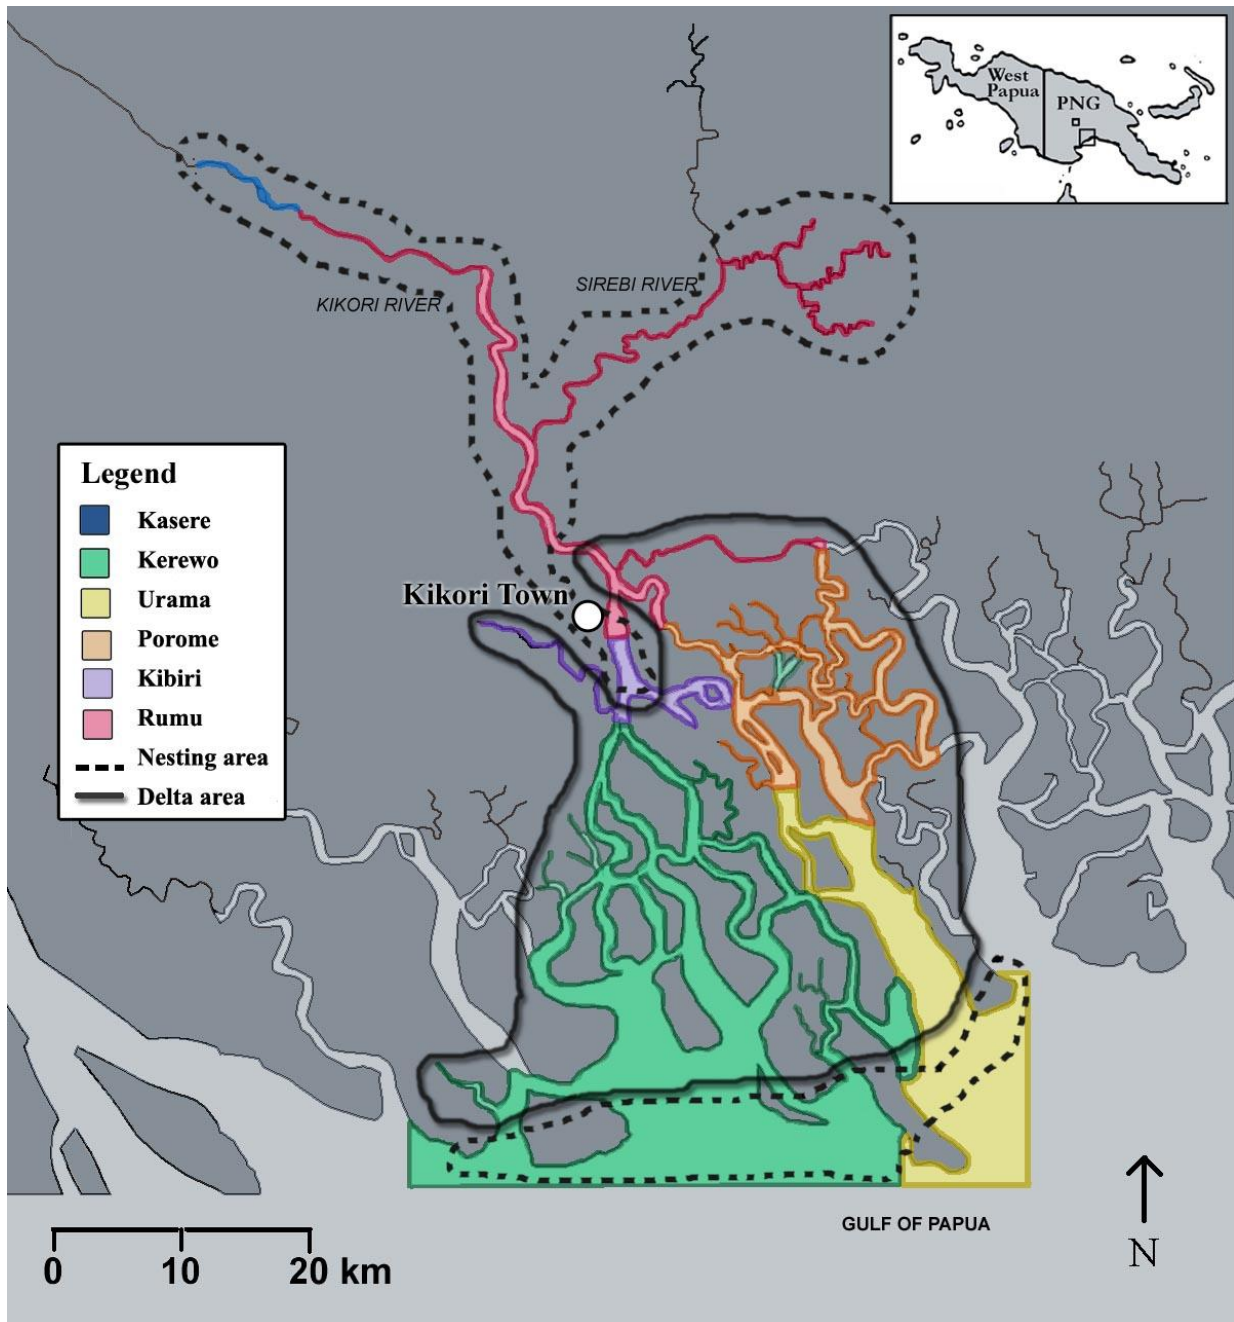 West
Papua
PNG
SIREBI RIVER
KIKORI RIVER
Legend
Kasere
Kerewo
Urama
Porome
Kibiri
Rumu
Nesting area
Delta area
Kikori Town
GULF OF PAPUA
N
0 10 20 km